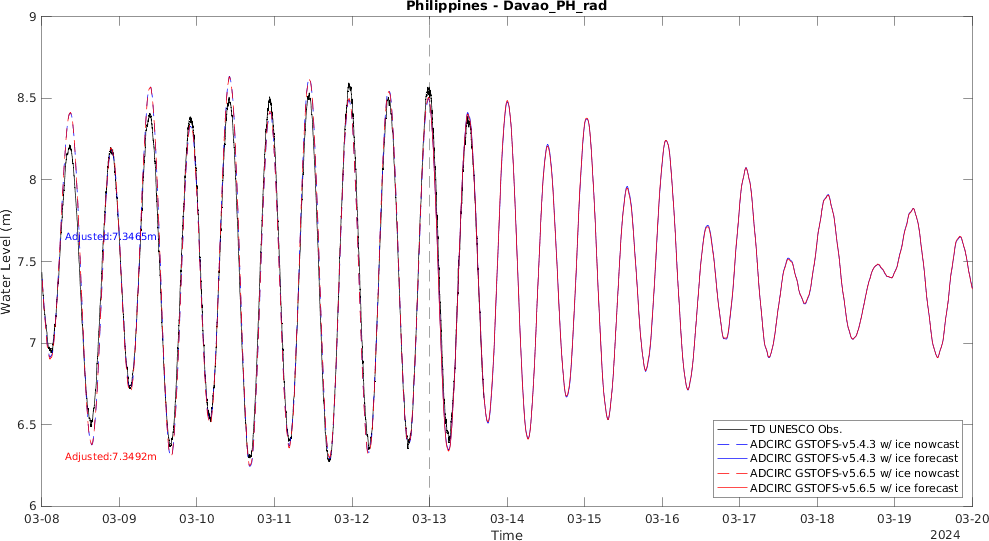 Philippines - Davao_PH_rad
9
8.5
8
7.5
7
6.5
6
Water Level (m)
Adjusted:7.3465m
Adjusted:7.3492m
TD UNESCO Obs.
ADCIRC GSTOFS-v5.4.3 w/ ice nowcast
ADCIRC GSTOFS-v5.4.3 w/ ice forecast
ADCIRC GSTOFS-v5.6.5 w/ ice nowcast
ADCIRC GSTOFS-v5.6.5 w/ ice forecast
03-08 03-09 03-10 03-11 03-12 03-13 03-14 03-15 03-16 03-17 03-18 03-19 03-20
Time
2024